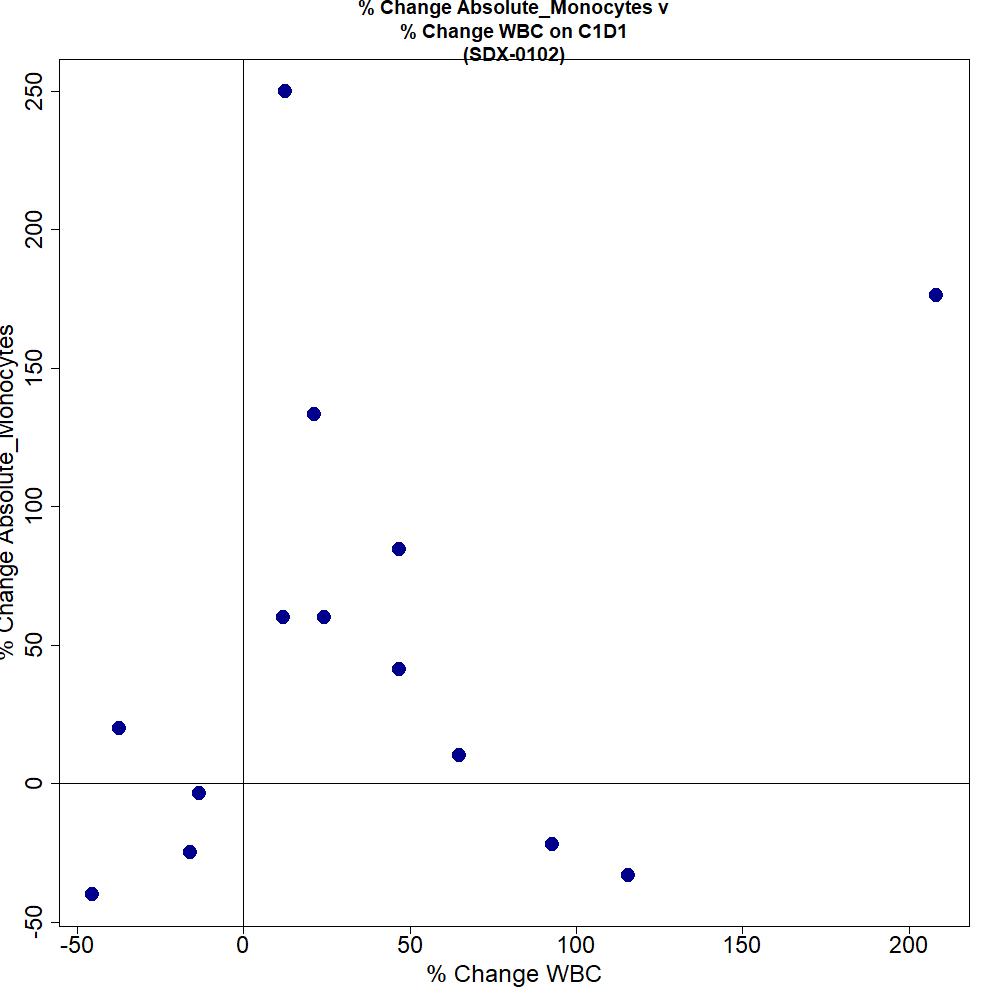 % Change Absolute_Monocytes v
% Change WBC on C1D1
(SDX-0102)
% Change Absolute_Monocytes
250
200
150
100
50
0
-50
-50 0 50 100 150 200
% Change WBC